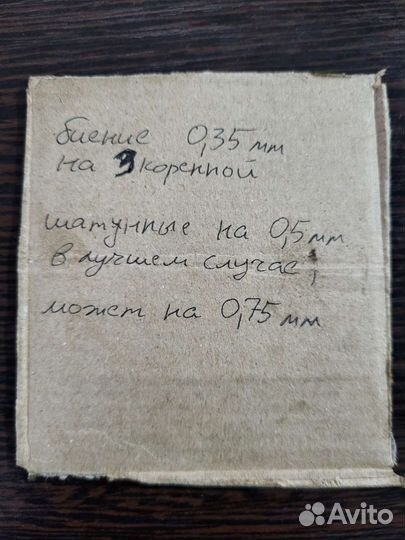 биение 0,35 мм
на 3 коренной
шатунные на 0,5 мм
в лучшем случае;
может на 0,75 мм
Avito